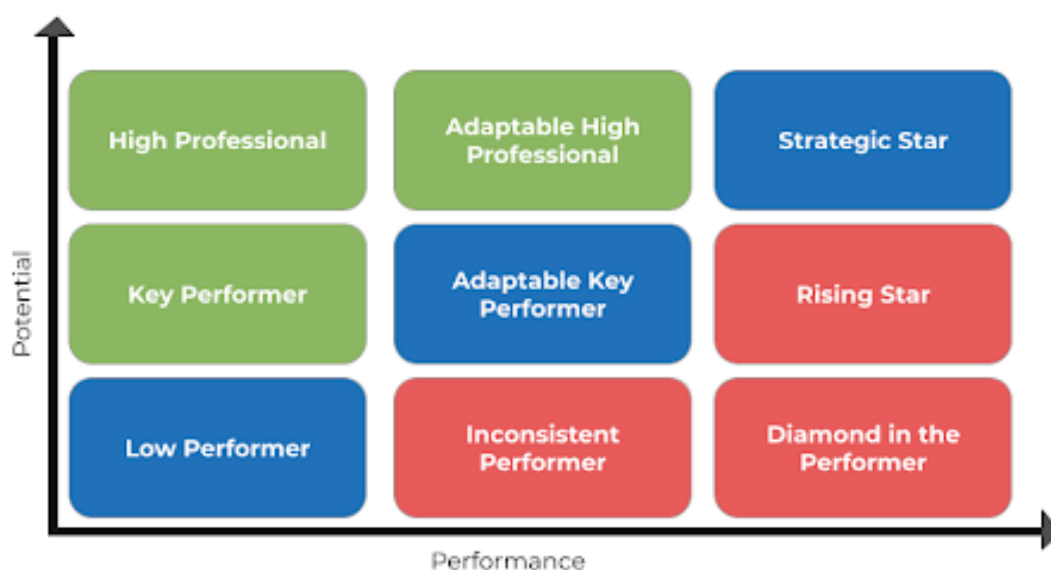 High Professional
Adaptable High
Professional
Strategic Star
Key Performer
Adaptable Key
Performer
Rising Star
Low Performer
Inconsistent
Performer
Diamond in the
Performer
Potential
Performance